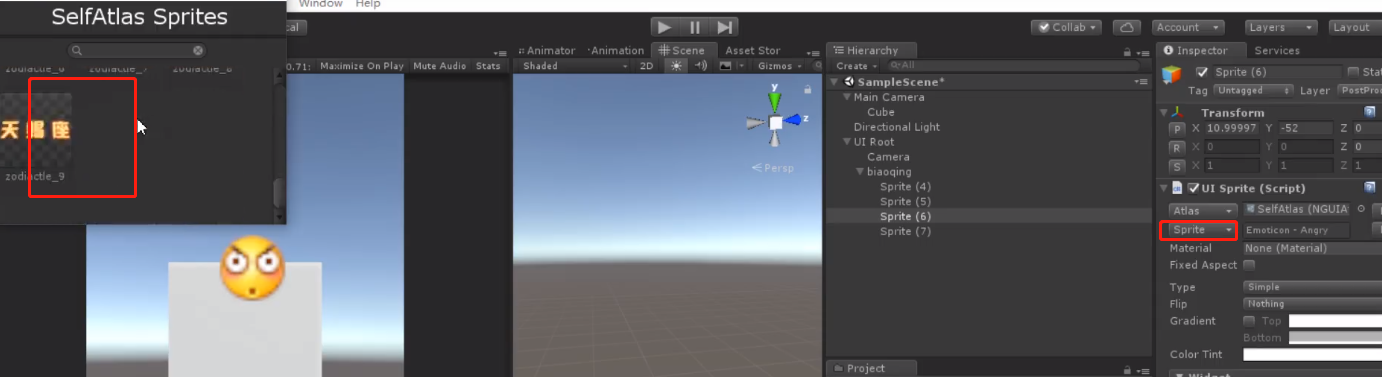 Window Help
SelfAtlas Sprites
cal
Collab
Account
Layers
Layout
Animator
Animation
Scene
Asset Stor
Hierarchy
Inspector
Services
0.71:
Maximize On Play
Mute Audio
Stats
Shaded
2D
Gizmos
Create
All
zodiactle_6 zodiactle_7 zodiactle_8
SampleScene*
Main Camera
Cube
Directional Light
UI Root
Camera
biaoqing
Sprite (4)
Sprite (5)
Sprite (6)
Sprite (7)
天蝎座
zodiactle_9
y
z
Persp
Sprite (6)
Stat
Tag Untagged
Layer PostProc
Transform
P X 10.99997 Y -52 Z 0
R X 0 Y 0 Z 0
S X 1 Y 1 Z 1
UI Sprite (Script)
Atlas
SelfAtlas (NGUIA
Sprite
Emoticon - Angry
Material None (Material)
Fixed Aspect
Type Simple
Flip Nothing
Gradient Top
Bottom
Color Tint
Widget
Project